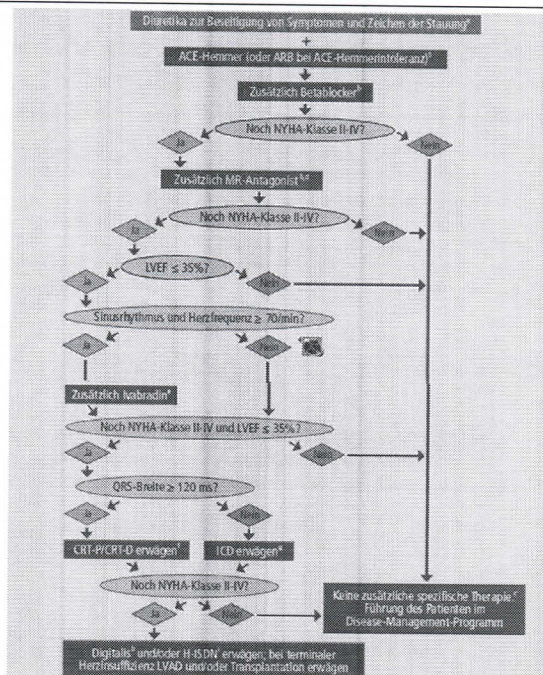 Diuretika zur Beseitigung von Symptomen und Zeichen der Stauung
+
ACE-Hemmer (oder ARB bei ACE-Hemmerintoleranz)
Zusätzlich Betablocker
Noch NYHA-Klasse II-IV?
Ja
Nein
Zusätzlich MR-Antagonist
Noch NYHA-Klasse II-IV?
Ja
Nein
LVEF ≤ 35%?
Ja
Nein
Sinusrhythmus und Herzfrequenz ≥ 70/min?
Ja
Nein
Zusätzlich Ivabradin
Noch NYHA-Klasse II-IV und LVEF ≤ 35%?
Ja
Nein
QRS-Breite ≥ 120 ms?
Ja
Nein
CRT-P/CRT-D erwägen
ICD erwägen
Noch NYHA-Klasse II-IV?
Ja
Nein
Keine zusätzliche spezifische Therapie.
Führung des Patienten im
Disease-Management-Programm
Digitalis und/oder H-ISDN erwägen; bei terminaler
Herzinsuffizienz LVAD und/oder Transplantation erwägen